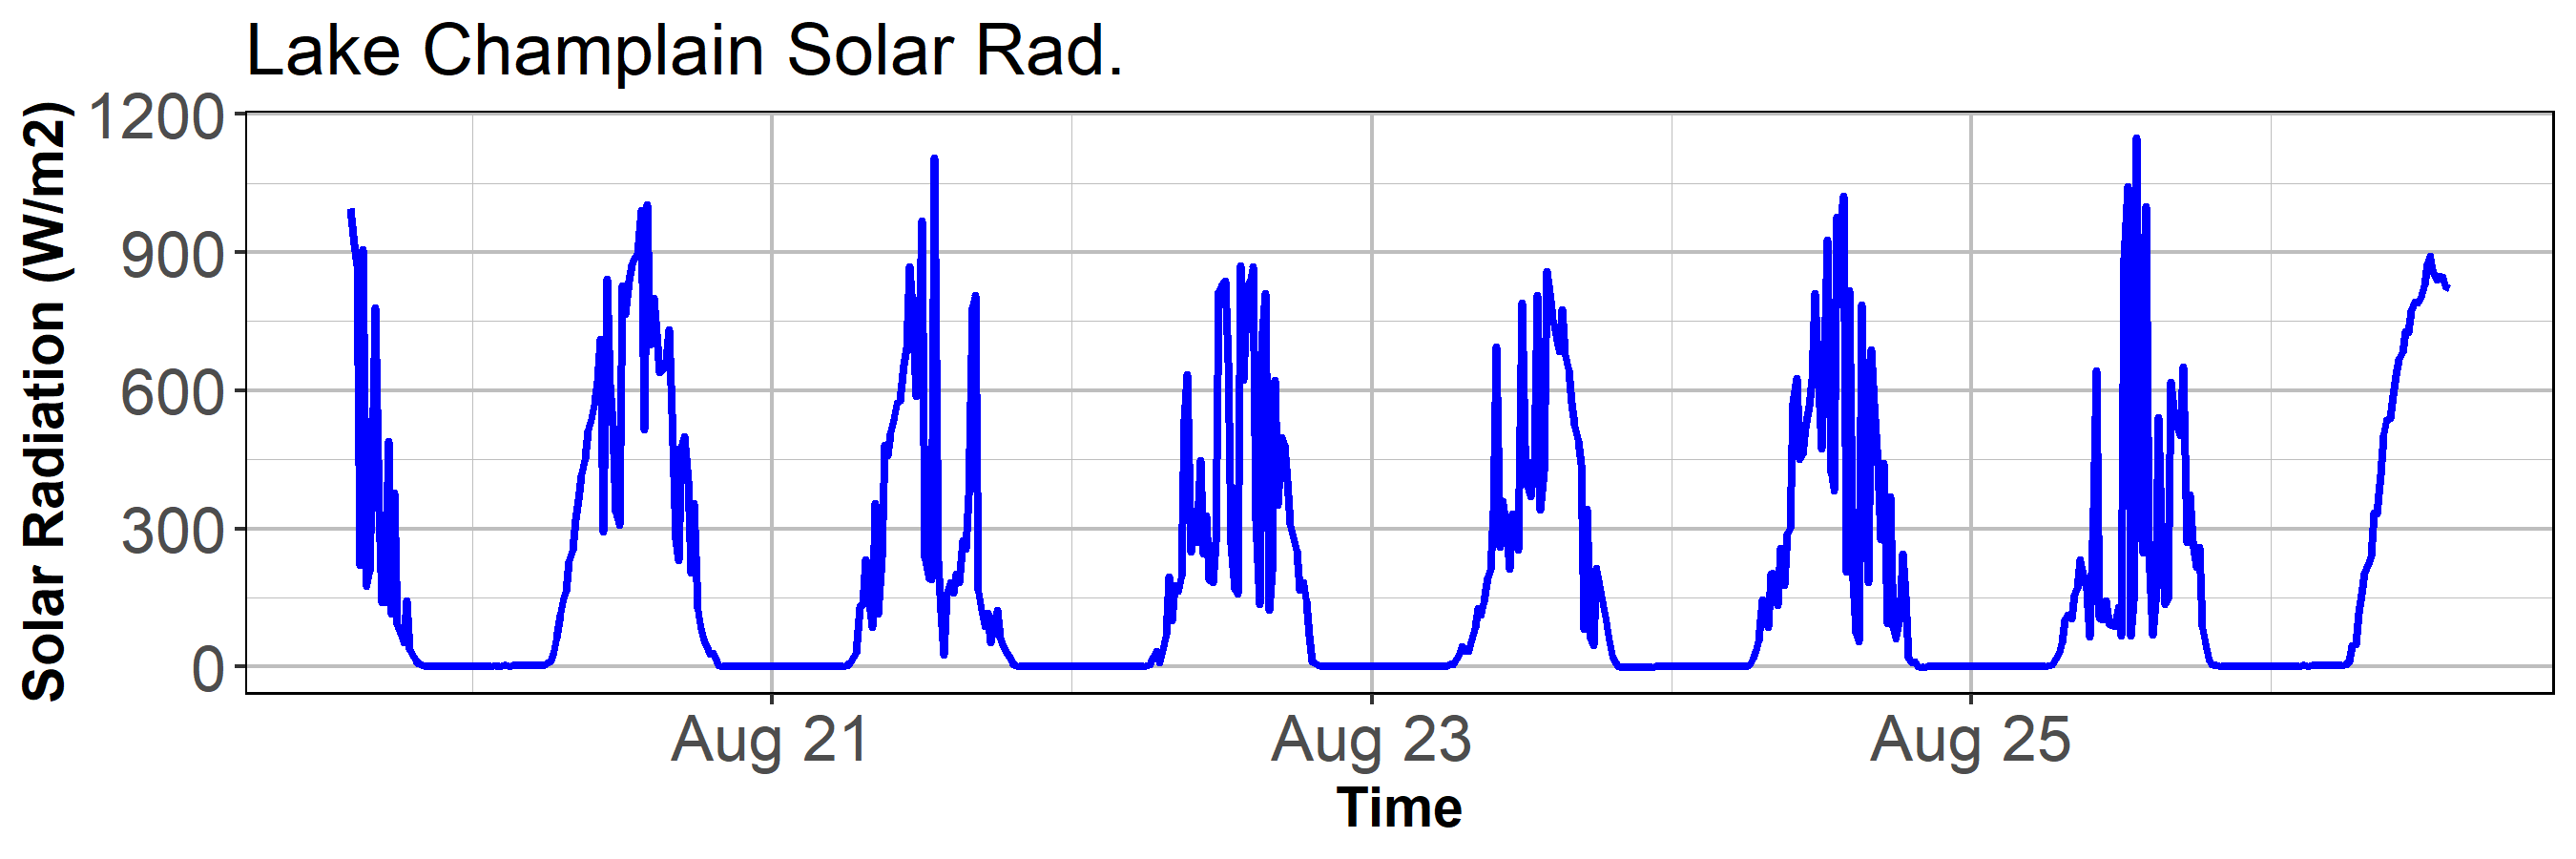 Lake Champlain Solar Rad.
Solar Radiation (W/m2)
1200
900
600
300
0
Aug 21 Aug 23 Aug 25
Time